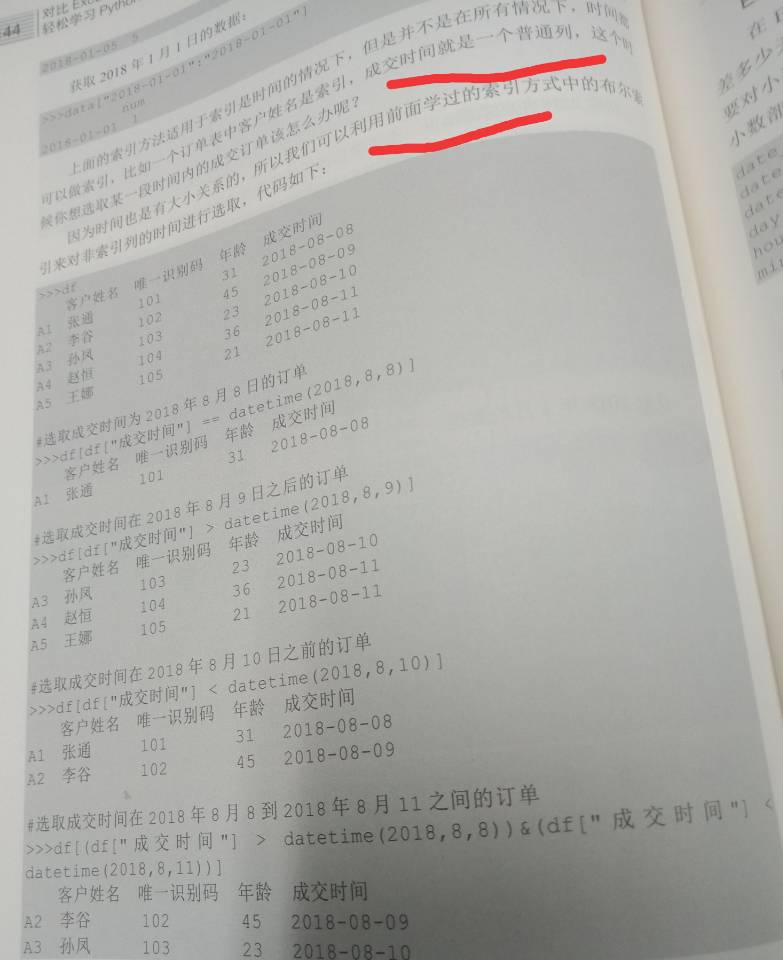 44
对比 Exc
轻松学习 Pytho
2018-01-05 5
获取 2018 年 1 月 1 日的数据：
>>>data["2018-01-01":"2018-01-01"]
num
2018-01-01 1
上面的索引方法适用于索引是时间的情况下，但是并不是在所有情况下，时间都
可以做索引，比如一个订单表中客户姓名是索引，成交时间就是一个普通列，这个时
候你想选取某一段时间内的成交订单该怎么办呢？
因为时间也是有大小关系的，所以我们可以利用前面学过的索引方式中的布尔索
引来对非索引列的时间进行选取，代码如下：
>>>df
客户姓名 唯一识别码 年龄 成交时间
A1 张通 101 31 2018-08-08
A2 李谷 102 45 2018-08-09
A3 孙凤 103 23 2018-08-10
A4 赵恒 104 36 2018-08-11
A5 王娜 105 21 2018-08-11
#选取成交时间为 2018 年 8 月 8 日的订单
>>>df[df["成交时间"] == datetime(2018,8,8)]
客户姓名 唯一识别码 年龄 成交时间
A1 张通 101 31 2018-08-08
#选取成交时间在 2018 年 8 月 9 日之后的订单
>>>df[df["成交时间"] > datetime(2018,8,9)]
客户姓名 唯一识别码 年龄 成交时间
A3 孙凤 103 23 2018-08-10
A4 赵恒 104 36 2018-08-11
A5 王娜 105 21 2018-08-11
#选取成交时间在 2018 年 8 月 10 日之前的订单
>>>df[df["成交时间"] < datetime(2018,8,10)]
客户姓名 唯一识别码 年龄 成交时间
A1 张通 101 31 2018-08-08
A2 李谷 102 45 2018-08-09
#选取成交时间在 2018 年 8 月 8 到 2018 年 8 月 11 之间的订单
>>>df[(df["成交时间"] > datetime(2018,8,8))&(df["成交时间"] <
datetime(2018,8,11))]
客户姓名 唯一识别码 年龄 成交时间
A2 李谷 102 45 2018-08-09
A3 孙凤 103 23 2018-08-10
在
差多少
要对小
小数部
date
date
date
day
hou
mi